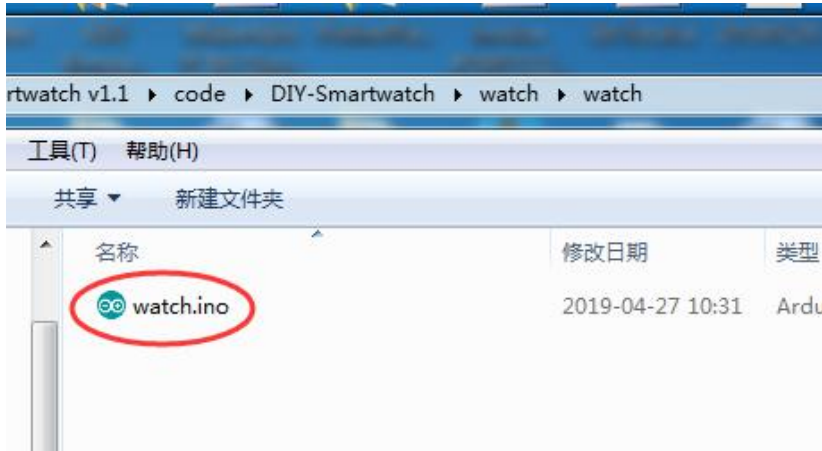 rtwatch v1.1 ▸ code ▸ DIY-Smartwatch ▸ watch ▸ watch
工具(T) 帮助(H)
共享 新建文件夹
名称 修改日期 类型
watch.ino 2019-04-27 10:31 Ardu